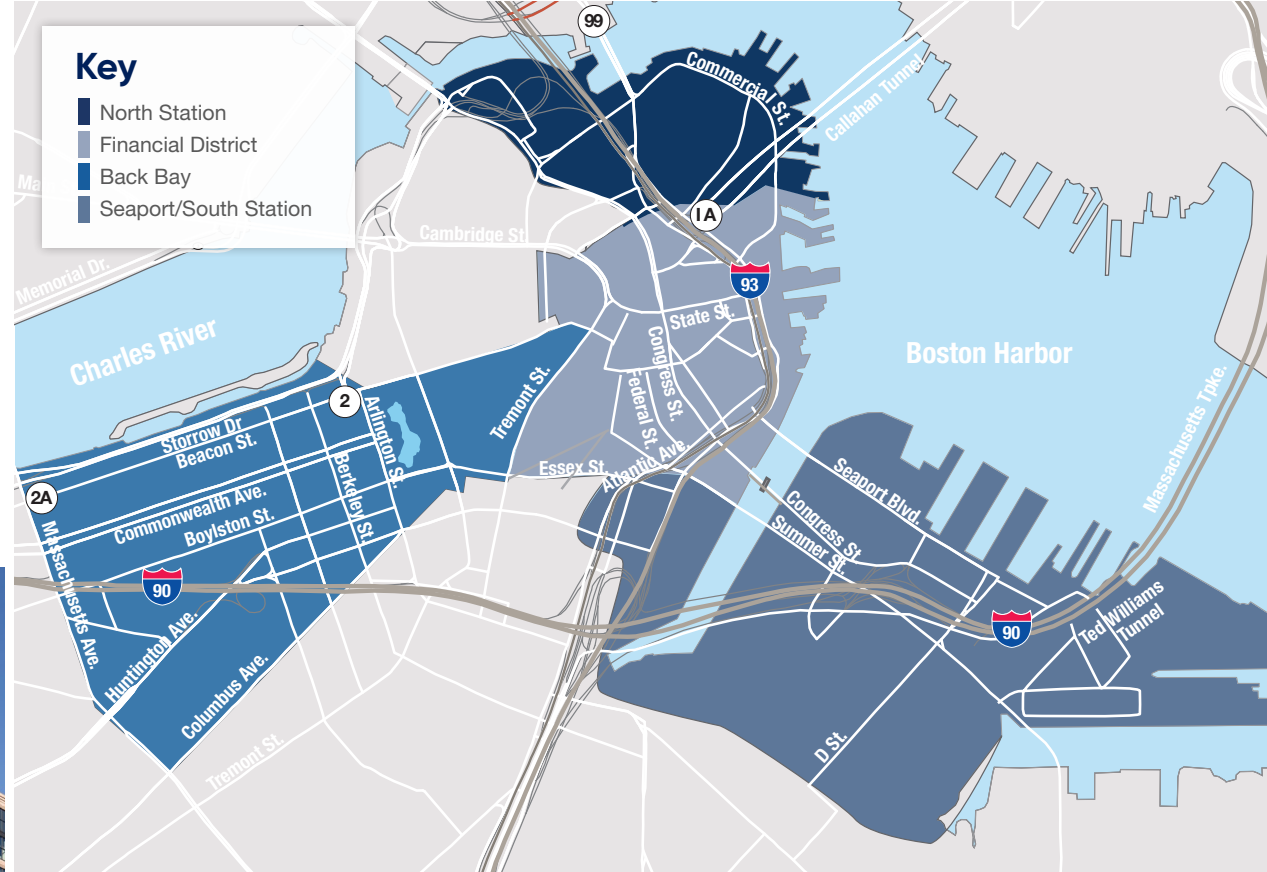 Key
North Station
Financial District
Back Bay
Seaport/South Station
99
Commercial St.
Callahan Tunnel
1A
Cambridge St.
Memorial Dr.
93
Charles River
State St.
Congress St.
Boston Harbor
Federal St.
Tremont St.
Massachusetts Tpke.
2
Arlington St.
Storrow Dr
Beacon St.
Berkeley St.
Essex St.
Atlantic Ave.
Seaport Blvd.
2A
Commonwealth Ave.
Boylston St.
Congress St.
Summer St.
Massachusetts Ave.
90
90
Ted Williams
Tunnel
Huntington Ave.
Columbus Ave.
Tremont St.
D St.